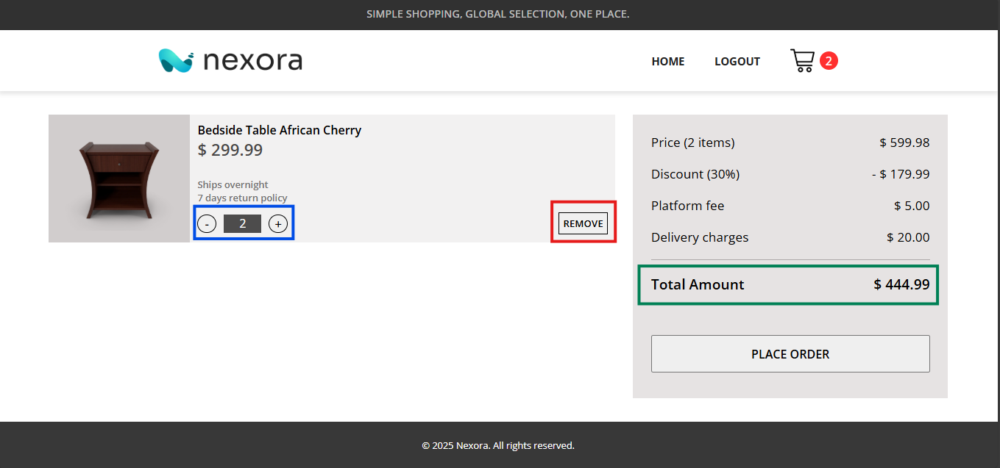 SIMPLE SHOPPING, GLOBAL SELECTION, ONE PLACE.
nexora
HOME LOGOUT 2
Bedside Table African Cherry
$ 299.99
Ships overnight
7 days return policy
- 2 +
REMOVE
Price (2 items) $ 599.98
Discount (30%) - $ 179.99
Platform fee $ 5.00
Delivery charges $ 20.00
Total Amount $ 444.99
PLACE ORDER
© 2025 Nexora. All rights reserved.